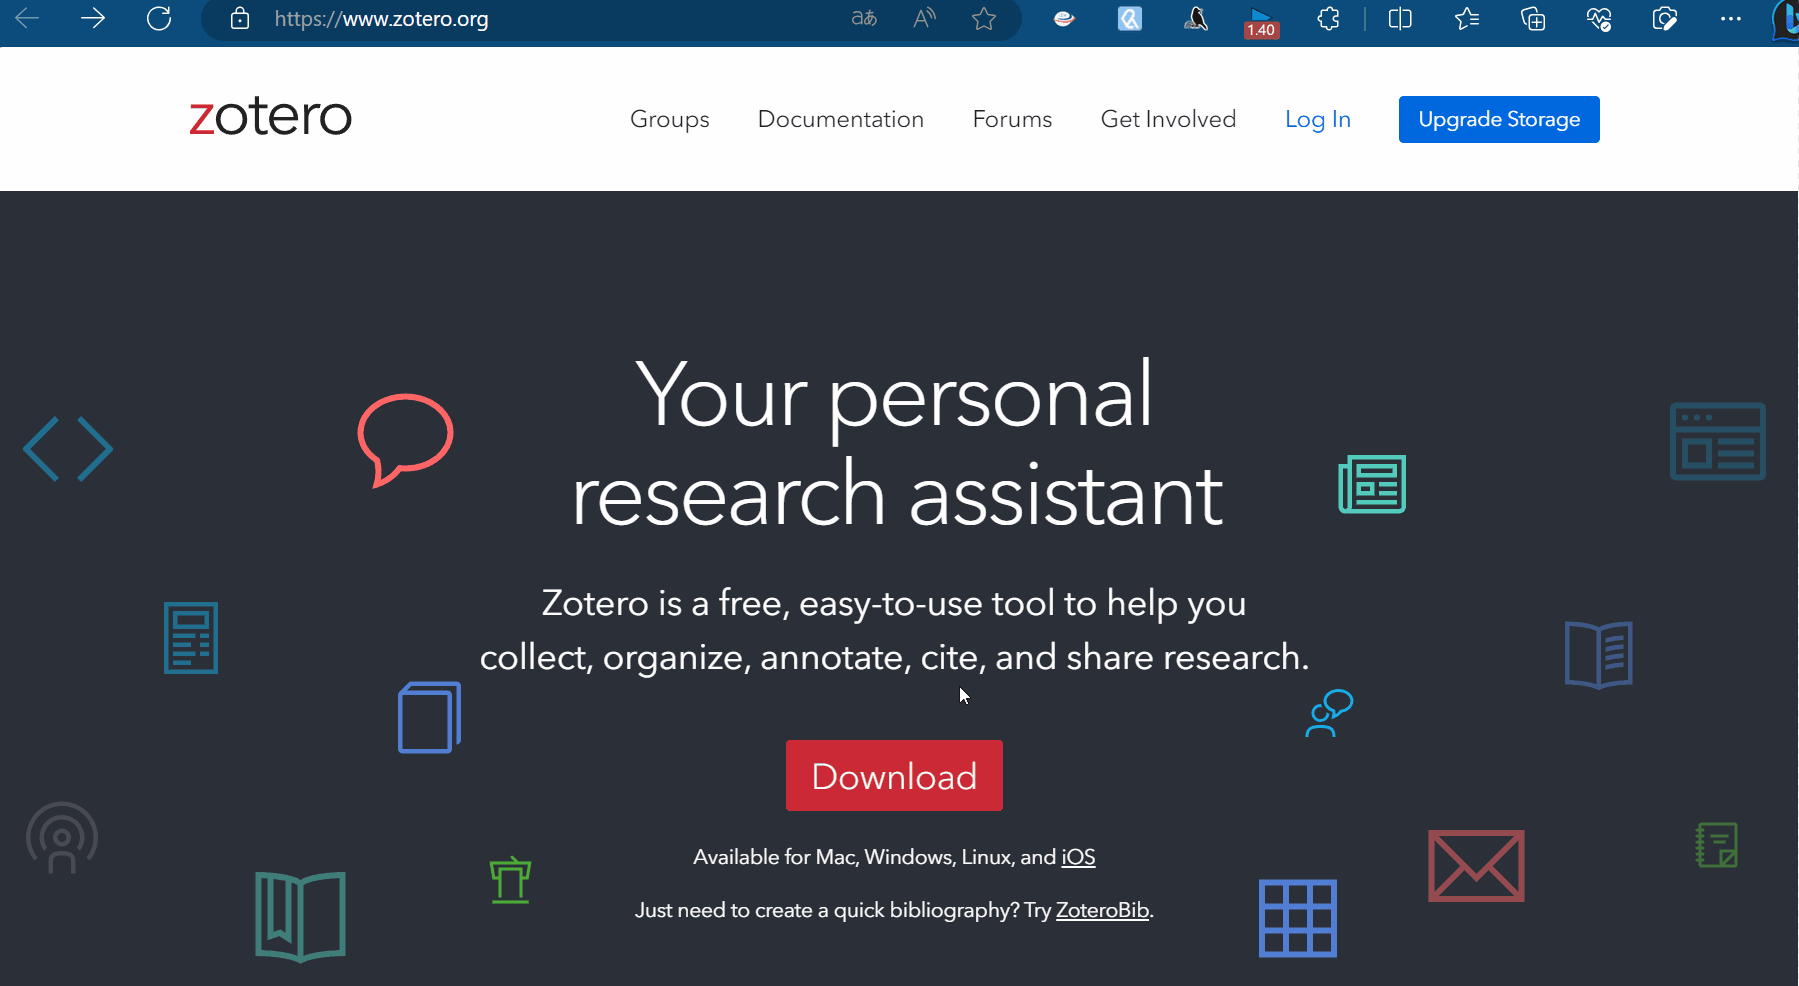 https://www.zotero.org
aあ
A
1.40
zotero
Groups
Documentation
Forums
Get Involved
Log In
Upgrade Storage
Your personal
research assistant
Zotero is a free, easy-to-use tool to help you
collect, organize, annotate, cite, and share research.
Download
Available for Mac, Windows, Linux, and iOS
Just need to create a quick bibliography? Try ZoteroBib.